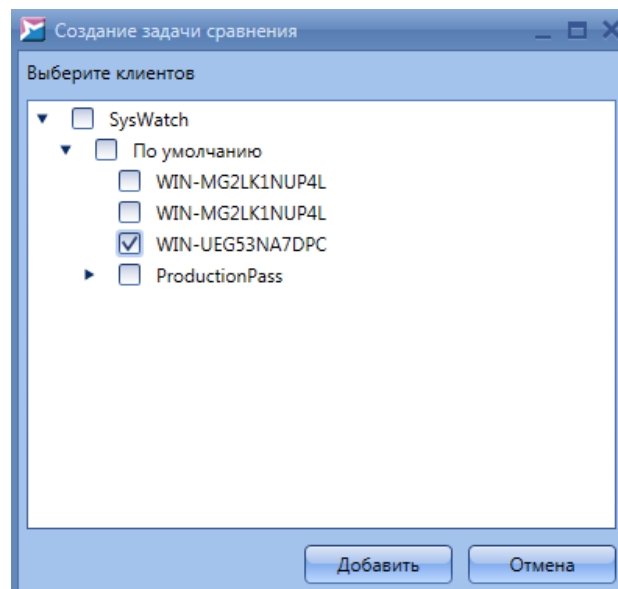 Создание задачи сравнения
Выберите клиентов
SysWatch
По умолчанию
WIN-MG2LK1NUP4L
WIN-MG2LK1NUP4L
WIN-UEG53NA7DPC
ProductionPass
Добавить Отмена